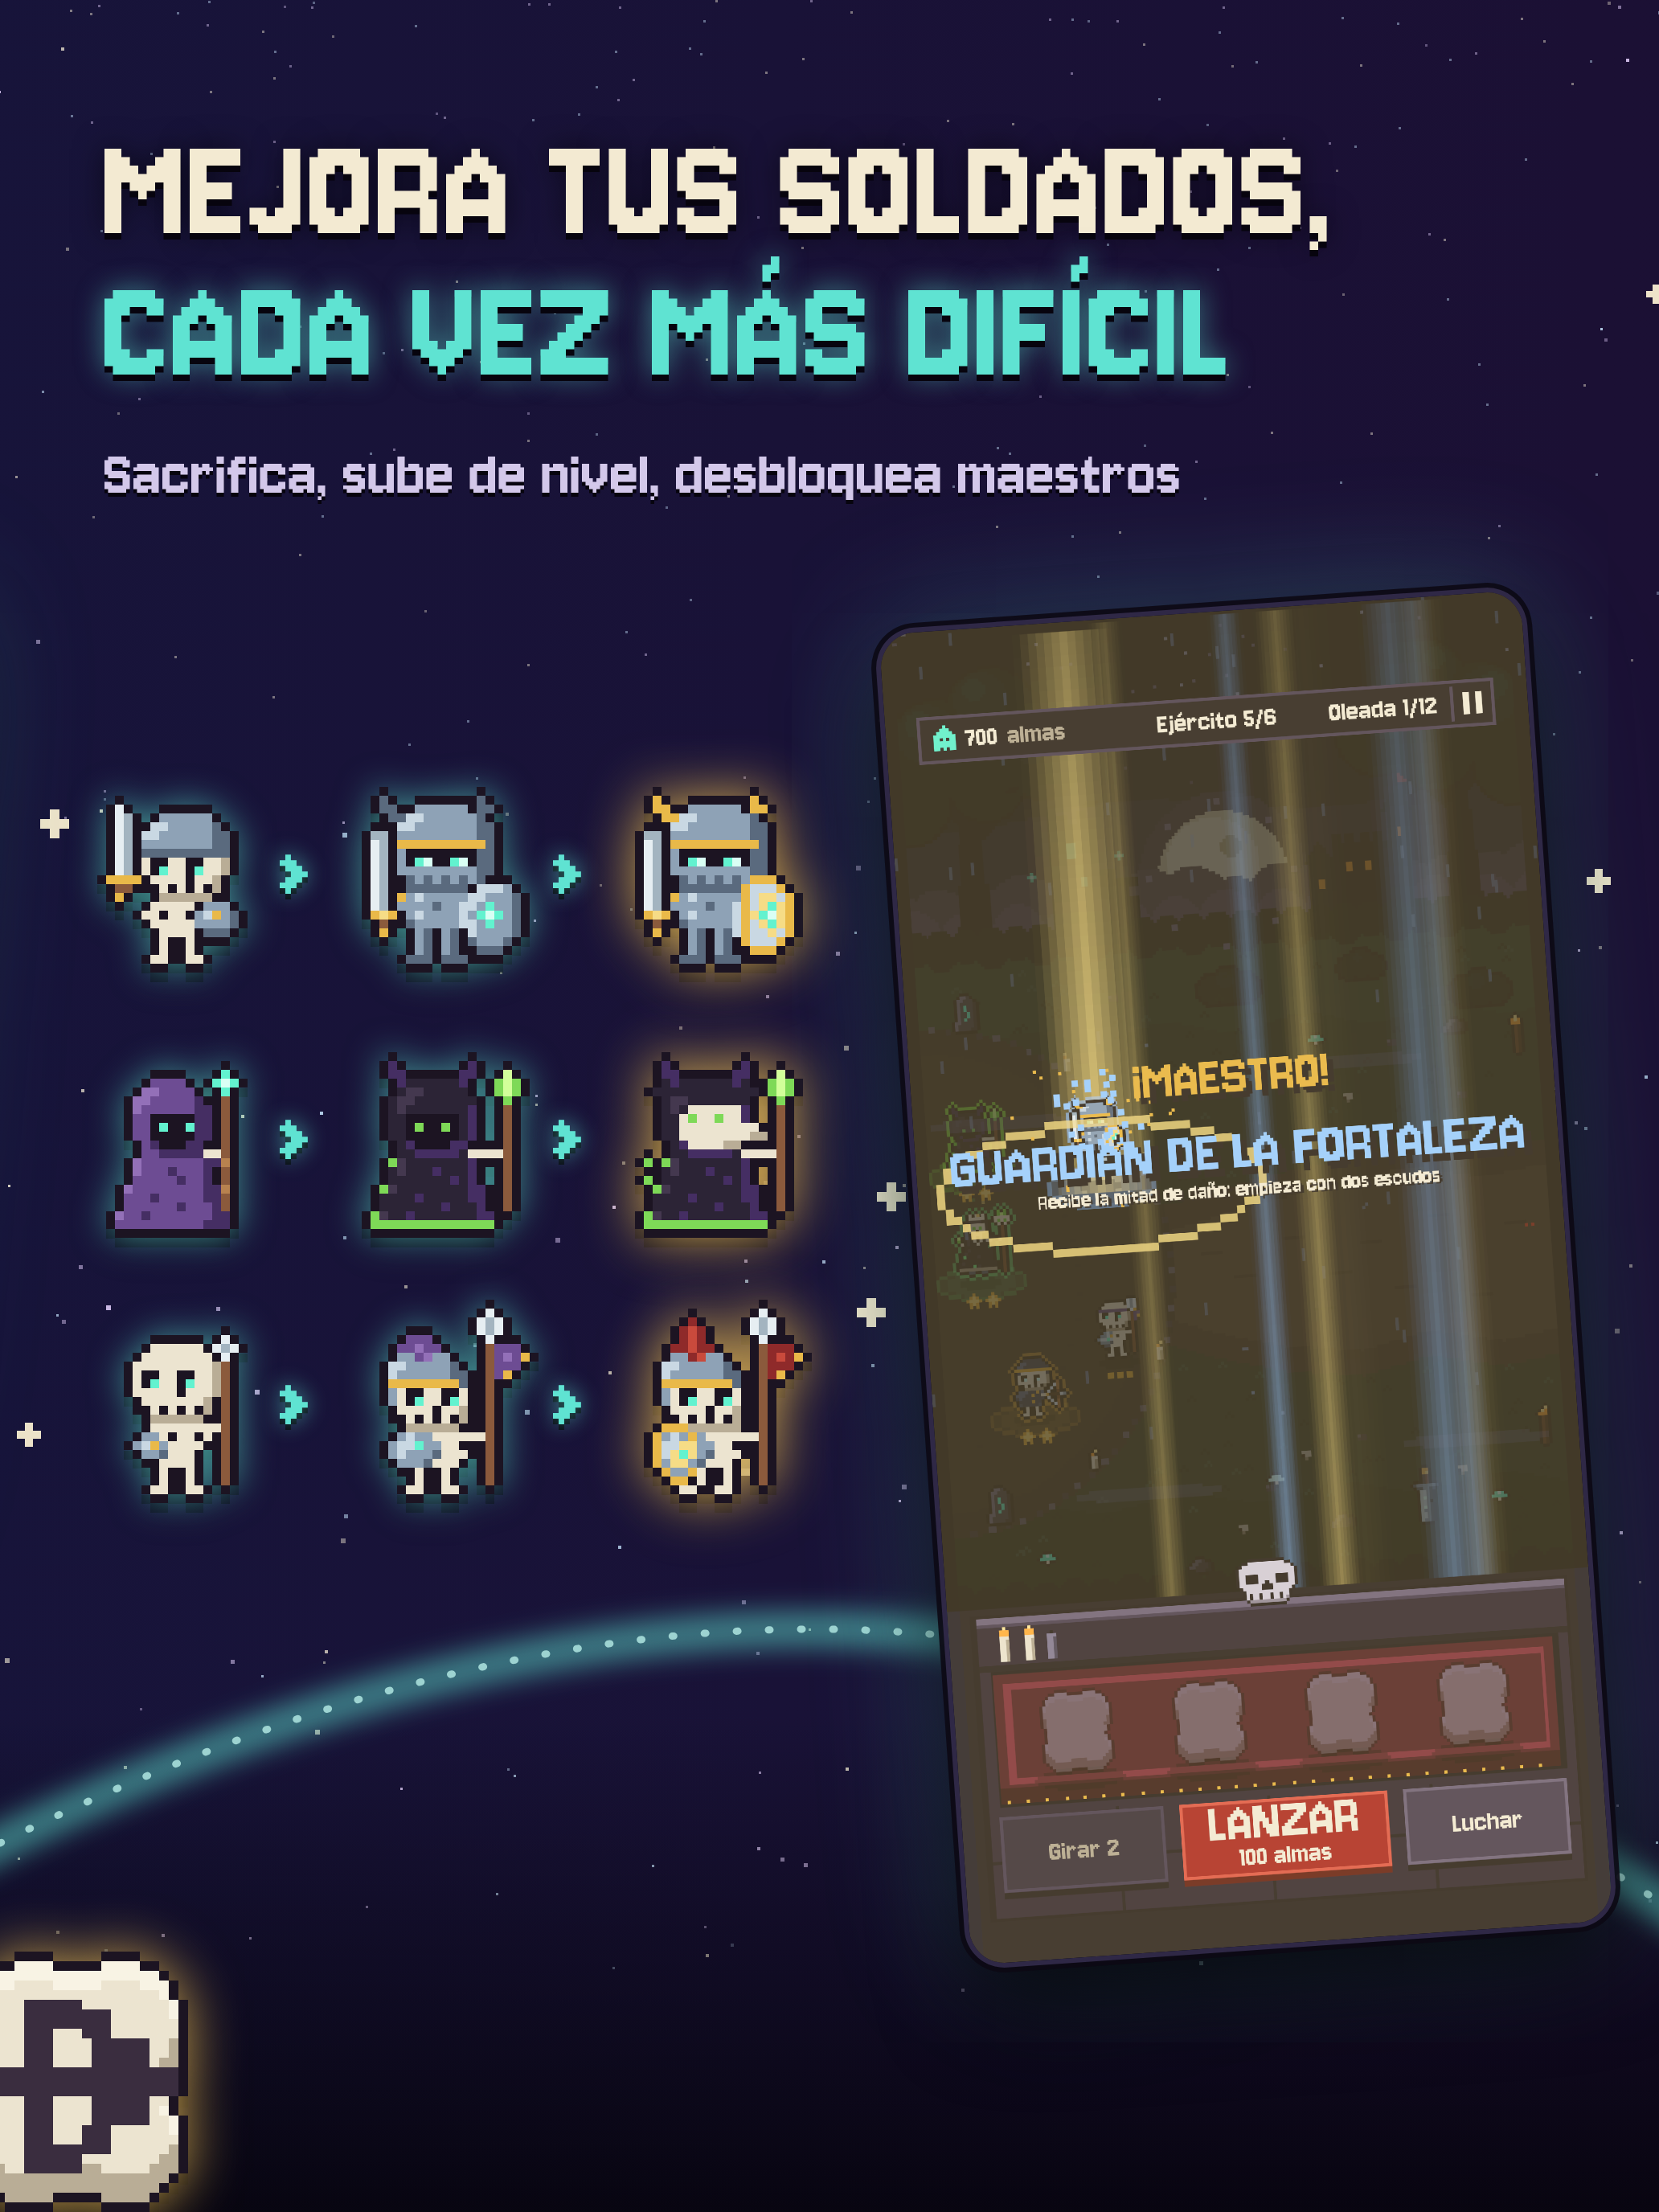 MEJORA TUS SOLDADOS,
CADA VEZ MÁS DIFÍCIL
Sacrifica, sube de nivel, desbloquea maestros
700 almas Ejército 5/6 Oleada 1/12
¡MAESTRO!
GUARDIÁN DE LA FORTALEZA
Recibe la mitad de daño: empieza con dos escudos
Girar 2
LANZAR
100 almas
Luchar